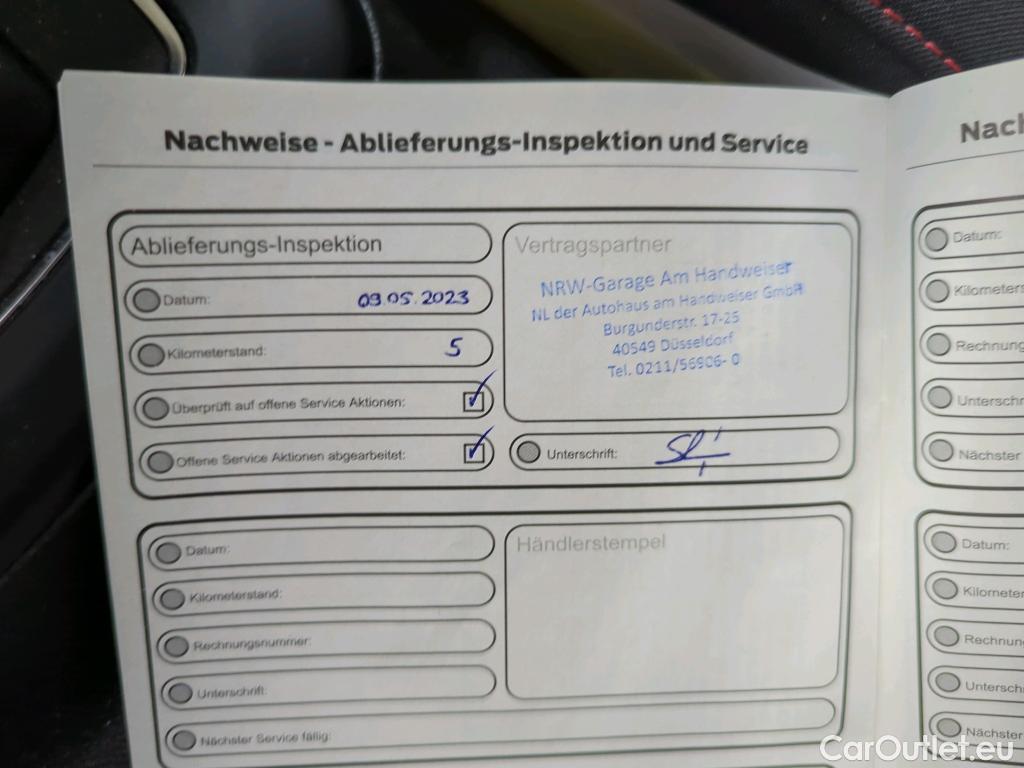 Nachweise - Ablieferungs-Inspektion und Service
Ablieferungs-Inspektion
Datum: 09.05.2023
Kilometerstand: 5
Überprüft auf offene Service Aktionen:
Offene Service Aktionen abgearbeitet:
Vertragspartner
NRW-Garage Am Handweiser
NL der Autohaus am Handweiser GmbH
Burgunderstr. 17-25
40549 Düsseldorf
Tel. 0211/56906- 0
Unterschrift:
Datum:
Kilometerstand:
Rechnungsnummer:
Unterschrift:
Nächster Service fällig:
Händlerstempel
Nach
Datum:
Kilometers
Rechnung
Unterschr
Nächster
Datum:
Kilometer
Rechnun
Unterschr
Nächster
CarOutlet.eu